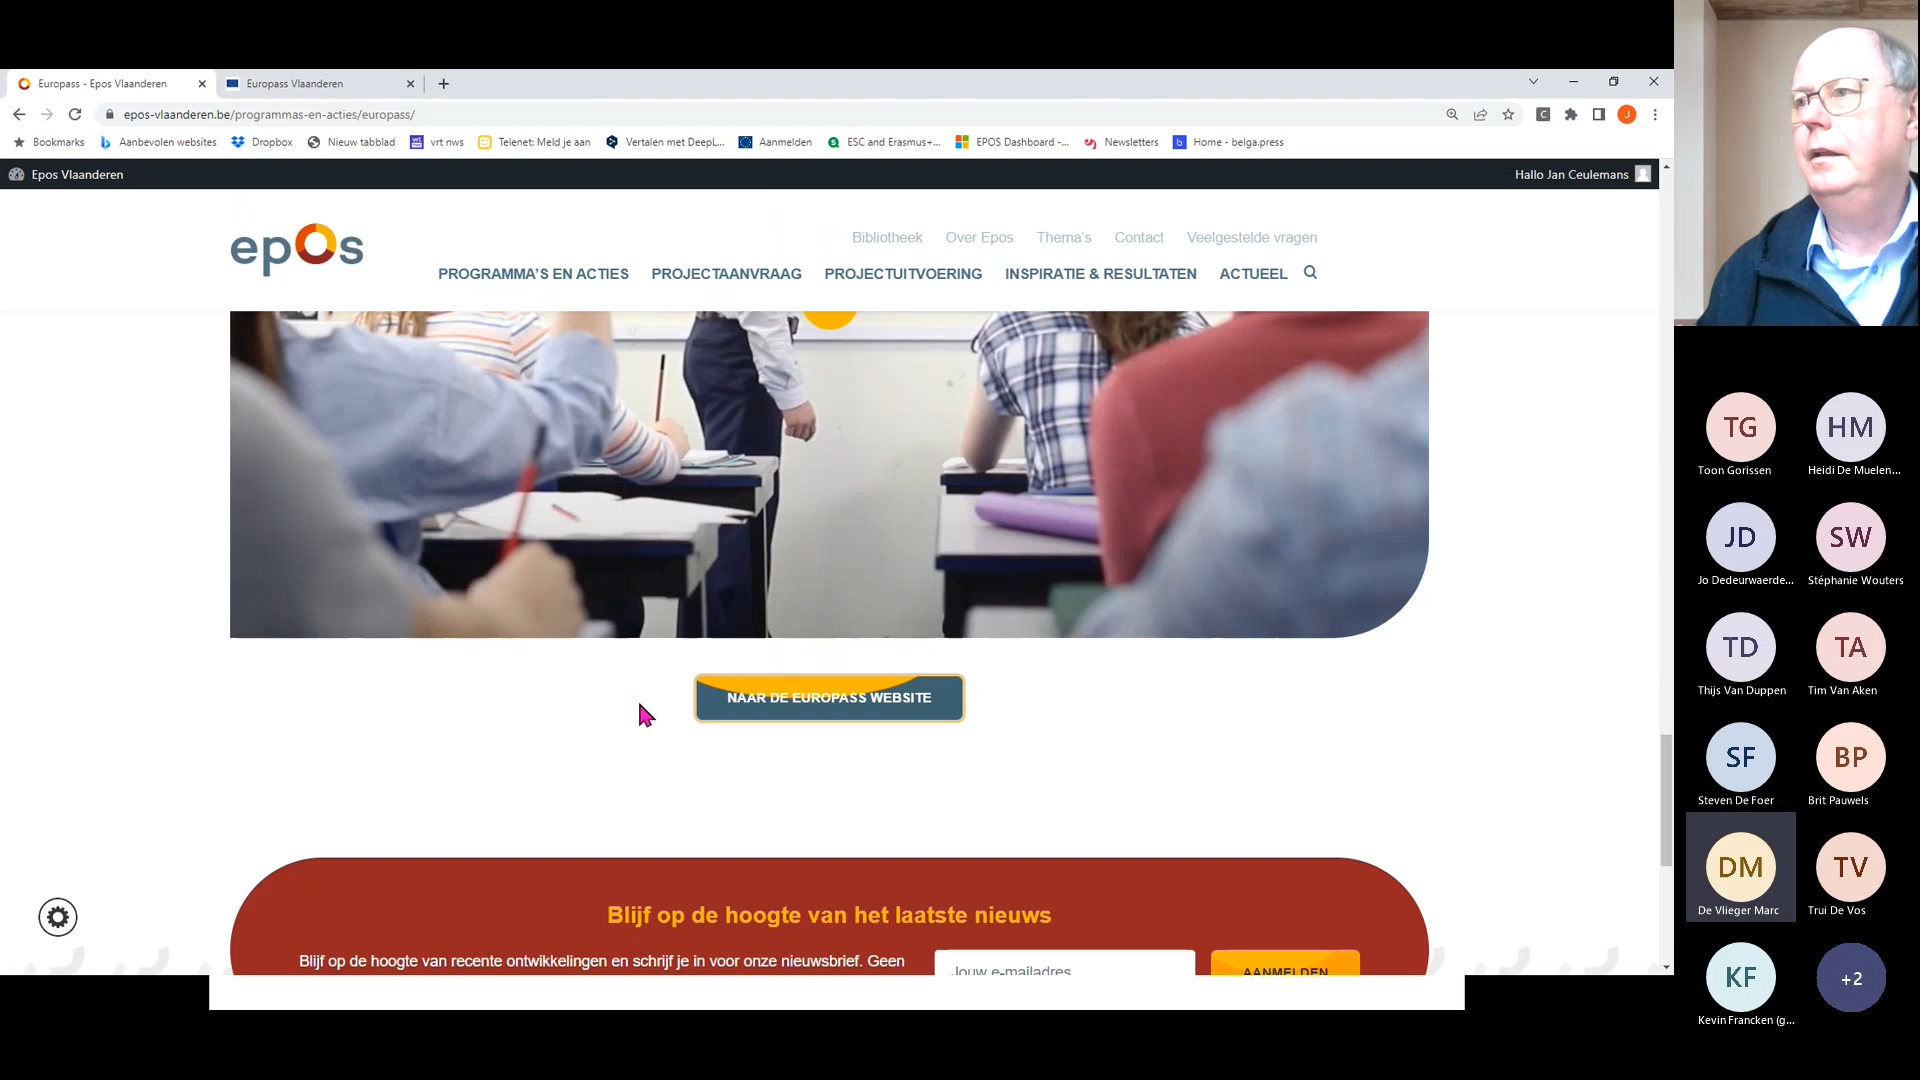 Europass - Epos Vlaanderen
Europass Vlaanderen
epos-vlaanderen.be/programmas-en-acties/europass/
J
Bookmarks
Aanbevolen websites
Dropbox
Nieuw tabblad
vrt nws
Telenet: Meld je aan
Vertalen met DeepL...
Aanmelden
ESC and Erasmus+...
EPOS Dashboard -...
Newsletters
Home - belga.press
Epos Vlaanderen
Hallo Jan Ceulemans
epos
Bibliotheek
Over Epos
Thema's
Contact
Veelgestelde vragen
PROGRAMMA'S EN ACTIES
PROJECTAANVRAAG
PROJECTUITVOERING
INSPIRATIE & RESULTATEN
ACTUEEL
NAAR DE EUROPASS WEBSITE
Blijf op de hoogte van het laatste nieuws
Blijf op de hoogte van recente ontwikkelingen en schrijf je in voor onze nieuwsbrief. Geen
Jouw e-mailadres
AANMELDEN
TG
Toon Gorissen
HM
Heidi De Muelen...
JD
Jo Dedeurwaerde...
SW
Stéphanie Wouters
TD
Thijs Van Duppen
TA
Tim Van Aken
SF
Steven De Foer
BP
Brit Pauwels
DM
De Vlieger Marc
TV
Trui De Vos
KF
Kevin Francken (g...
+2